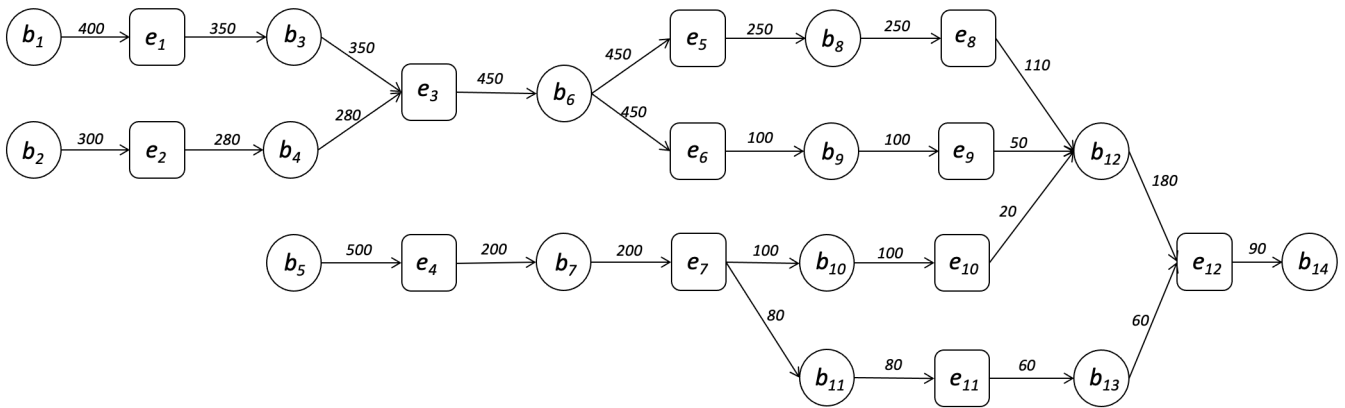 b1 400 e1 350 b3 350
b2 300 e2 280 b4 280
e3 450 b6
450 e5 250 b8 250 e8 110
450 e6 100 b9 100 e9 50 b12 180
b5 500 e4 200 b7 200 e7 100 b10 100 e10 20
80 b11 80 e11 60 b13 60
e12 90 b14